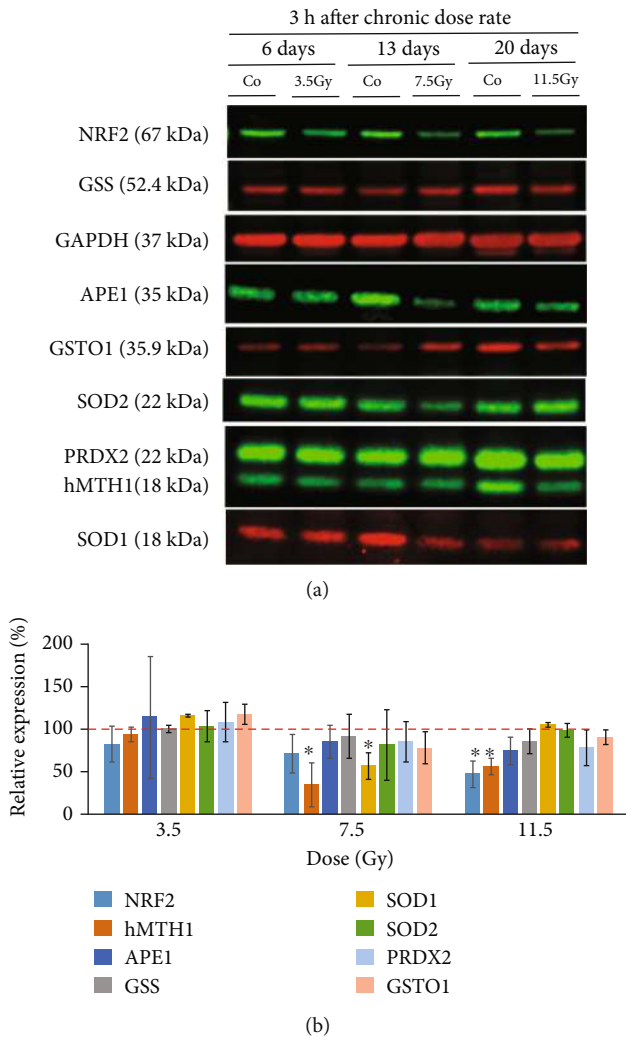 3 h after chronic dose rate
6 days 13 days 20 days
Co 3.5Gy Co 7.5Gy Co 11.5Gy
NRF2 (67 kDa)
GSS (52.4 kDa)
GAPDH (37 kDa)
APE1 (35 kDa)
GSTO1 (35.9 kDa)
SOD2 (22 kDa)
PRDX2 (22 kDa)
hMTH1(18 kDa)
SOD1 (18 kDa)
(a)
Relative expression (%)
200
150
100
50
0
* * * *
3.5 7.5 11.5
Dose (Gy)
NRF2 SOD1
hMTH1 SOD2
APE1 PRDX2
GSS GSTO1
(b)